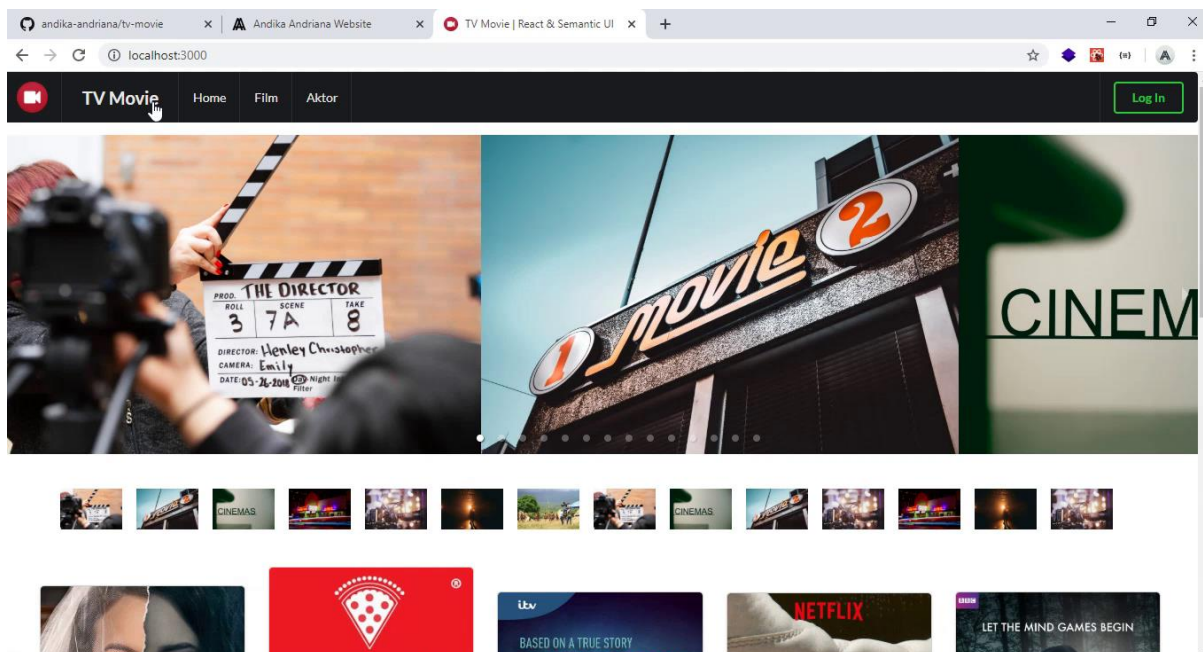 andika-andriana/tv-movie
Andika Andriana Website
TV Movie | React & Semantic UI
localhost:3000
TV Movie
Home
Film
Aktor
Log In
PROD. THE DIRECTOR
ROLL SCENE TAKE
3 7A 8
DIRECTOR: Henley Christopher
CAMERA: Emily
DATE: 05-26-2018 Day Night
Filter
1 movie 2
CINEM
CINEMAS
CINEMAS
®
itv
BASED ON A TRUE STORY
NETFLIX
BBC
LET THE MIND GAMES BEGIN